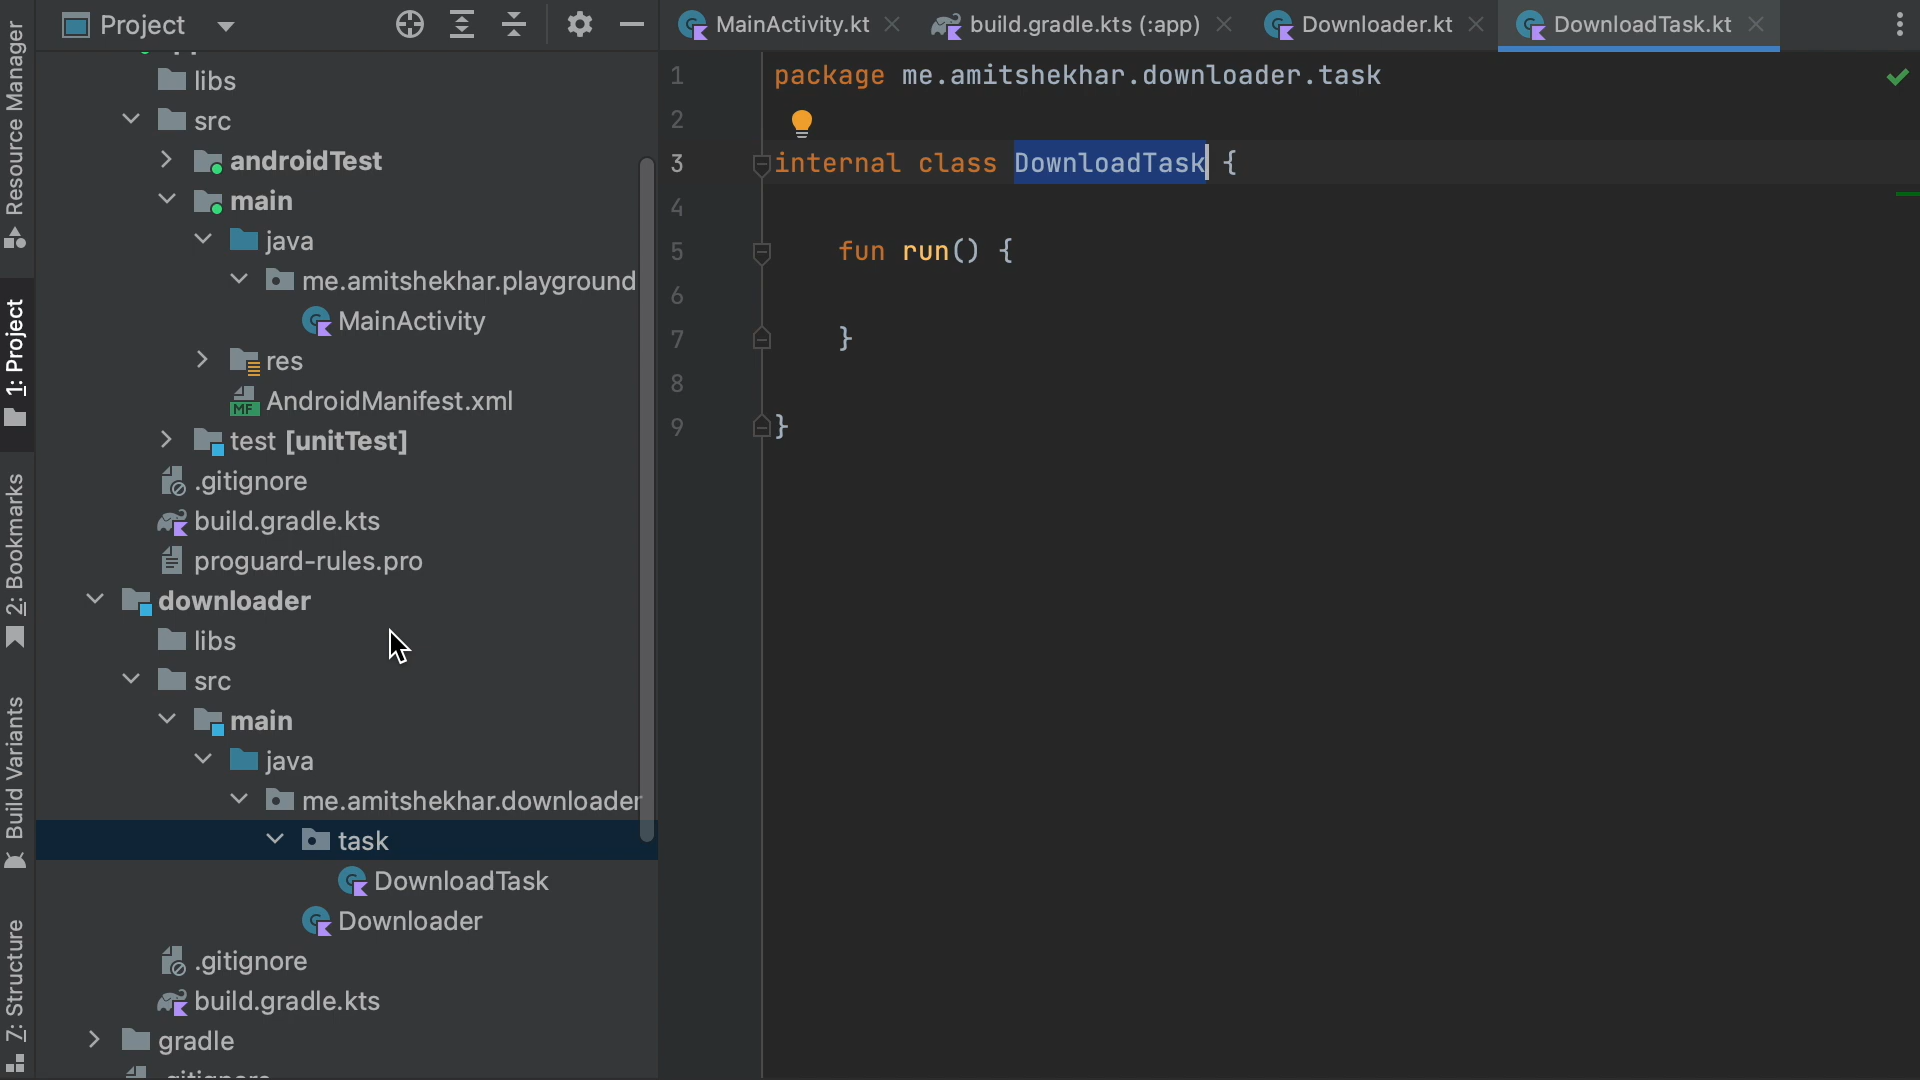 Project
MainActivity.kt
build.gradle.kts (:app)
Downloader.kt
DownloadTask.kt
Resource Manager
1: Project
2: Bookmarks
Build Variants
7: Structure
libs
src
androidTest
main
java
me.amitshekhar.playground
MainActivity
res
MF AndroidManifest.xml
test [unitTest]
.gitignore
build.gradle.kts
proguard-rules.pro
downloader
libs
src
main
java
me.amitshekhar.downloader
task
DownloadTask
Downloader
.gitignore
build.gradle.kts
gradle
.gitignore
1 package me.amitshekhar.downloader.task
2
3 internal class DownloadTask {
4
5 fun run() {
6
7 }
8
9 }